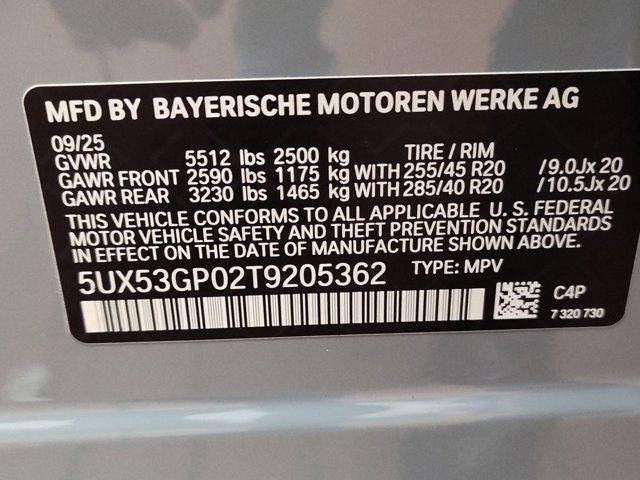 MFD BY BAYERISCHE MOTOREN WERKE AG
09/25
GVWR 5512 lbs 2500 kg TIRE / RIM
GAWR FRONT 2590 lbs 1175 kg WITH 255/45 R20 /9.0Jx 20
GAWR REAR 3230 lbs 1465 kg WITH 285/40 R20 /10.5Jx 20
THIS VEHICLE CONFORMS TO ALL APPLICABLE U. S. FEDERAL
MOTOR VEHICLE SAFETY AND THEFT PREVENTION STANDARDS
IN EFFECT ON THE DATE OF MANUFACTURE SHOWN ABOVE.
5UX53GP02T9205362 TYPE: MPV
C4P
7 320 730